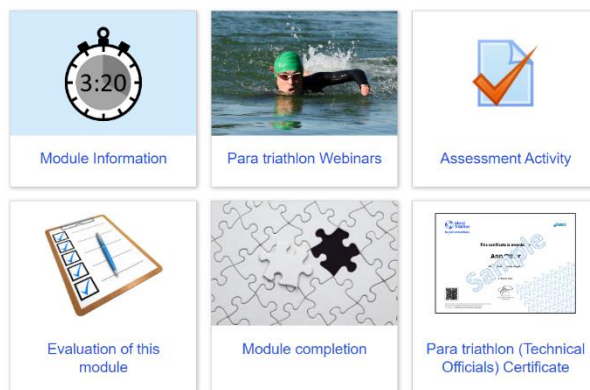 3:20
Module Information
Para triathlon Webinars
Assessment Activity
Evaluation of this
module
Module completion
Sample
Para triathlon (Technical
Officials) Certificate